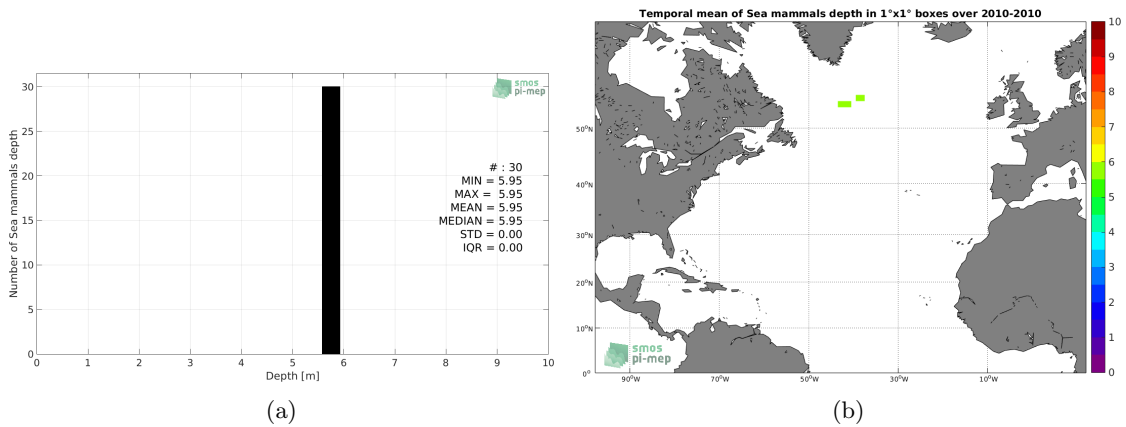 smos
pi-mep
Number of Sea mammals depth
30
25
20
15
10
5
0
# : 30
MIN = 5.95
MAX = 5.95
MEAN = 5.95
MEDIAN = 5.95
STD = 0.00
IQR = 0.00
0 1 2 3 4 5 6 7 8 9 10
Depth [m]
(a)
Temporal mean of Sea mammals depth in 1°x1° boxes over 2010-2010
50°N
40°N
30°N
20°N
10°N
0°
90°W 70°W 50°W 30°W 10°W
smos
pi-mep
10
9
8
7
6
5
4
3
2
1
0
(b)